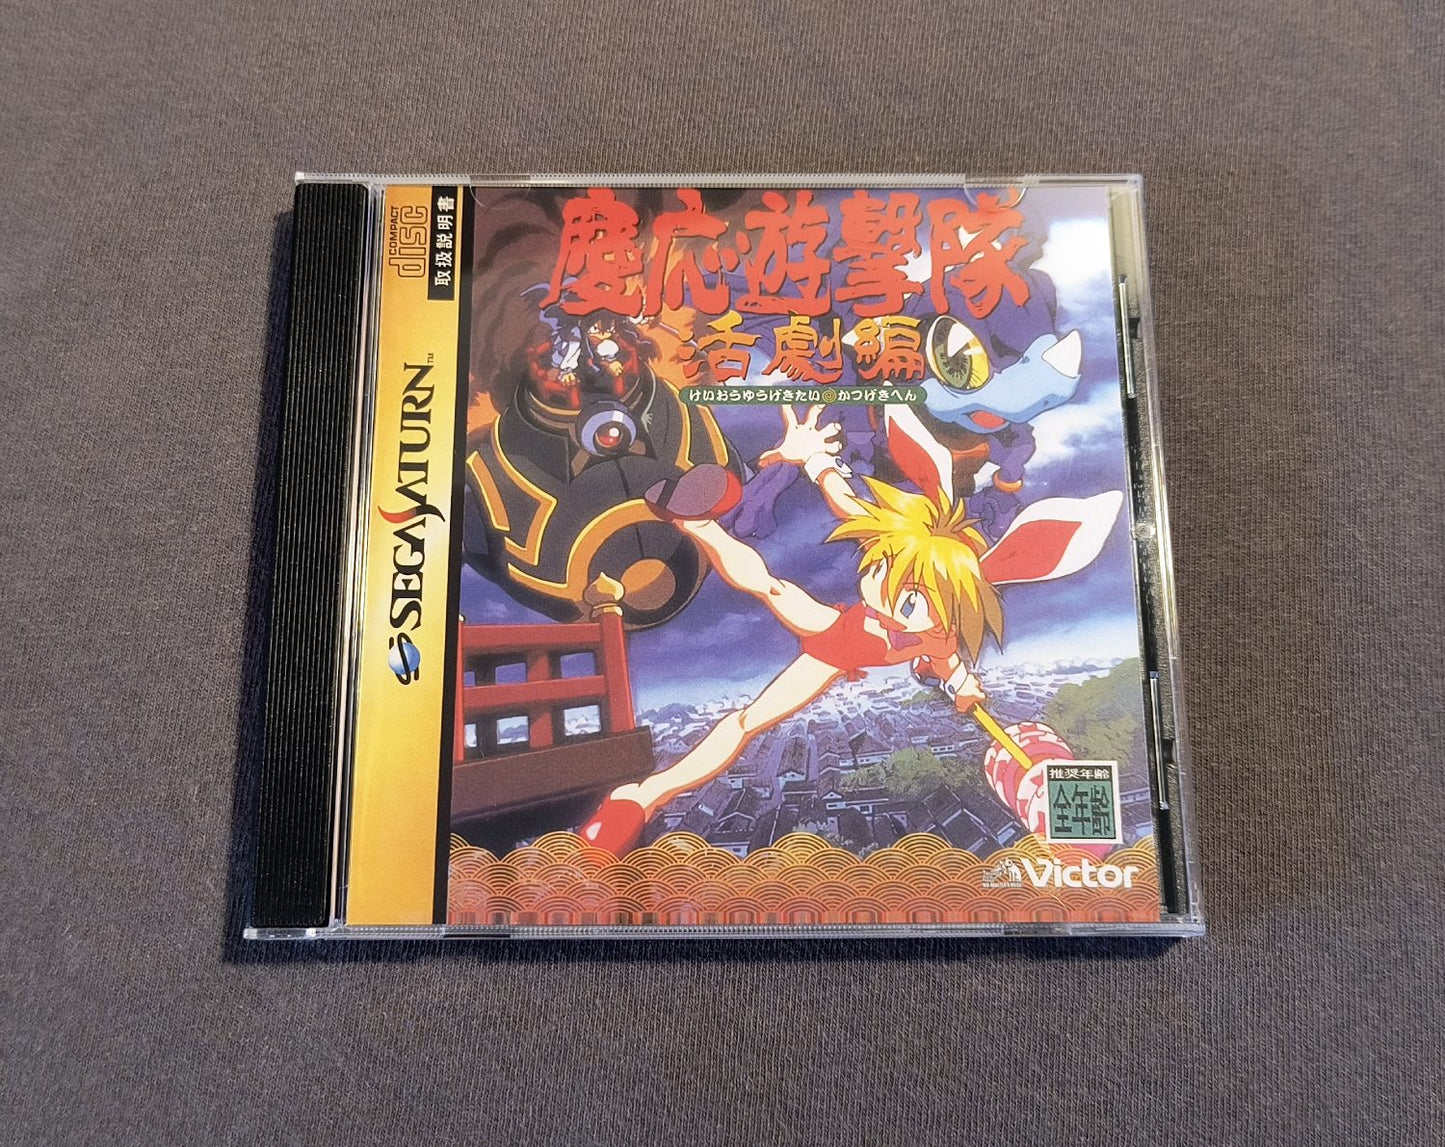 COMPACT
disc
取扱説明書
SEGA SATURN™
慶応遊撃隊
活劇編
けいおうゆうげきたい かつげきへん
推奨年齢
全年齢
Victor